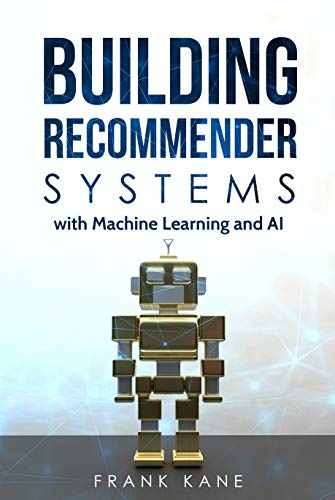 BUILDING
RECOMMENDER
SYSTEMS
with Machine Learning and AI
FRANK KANE